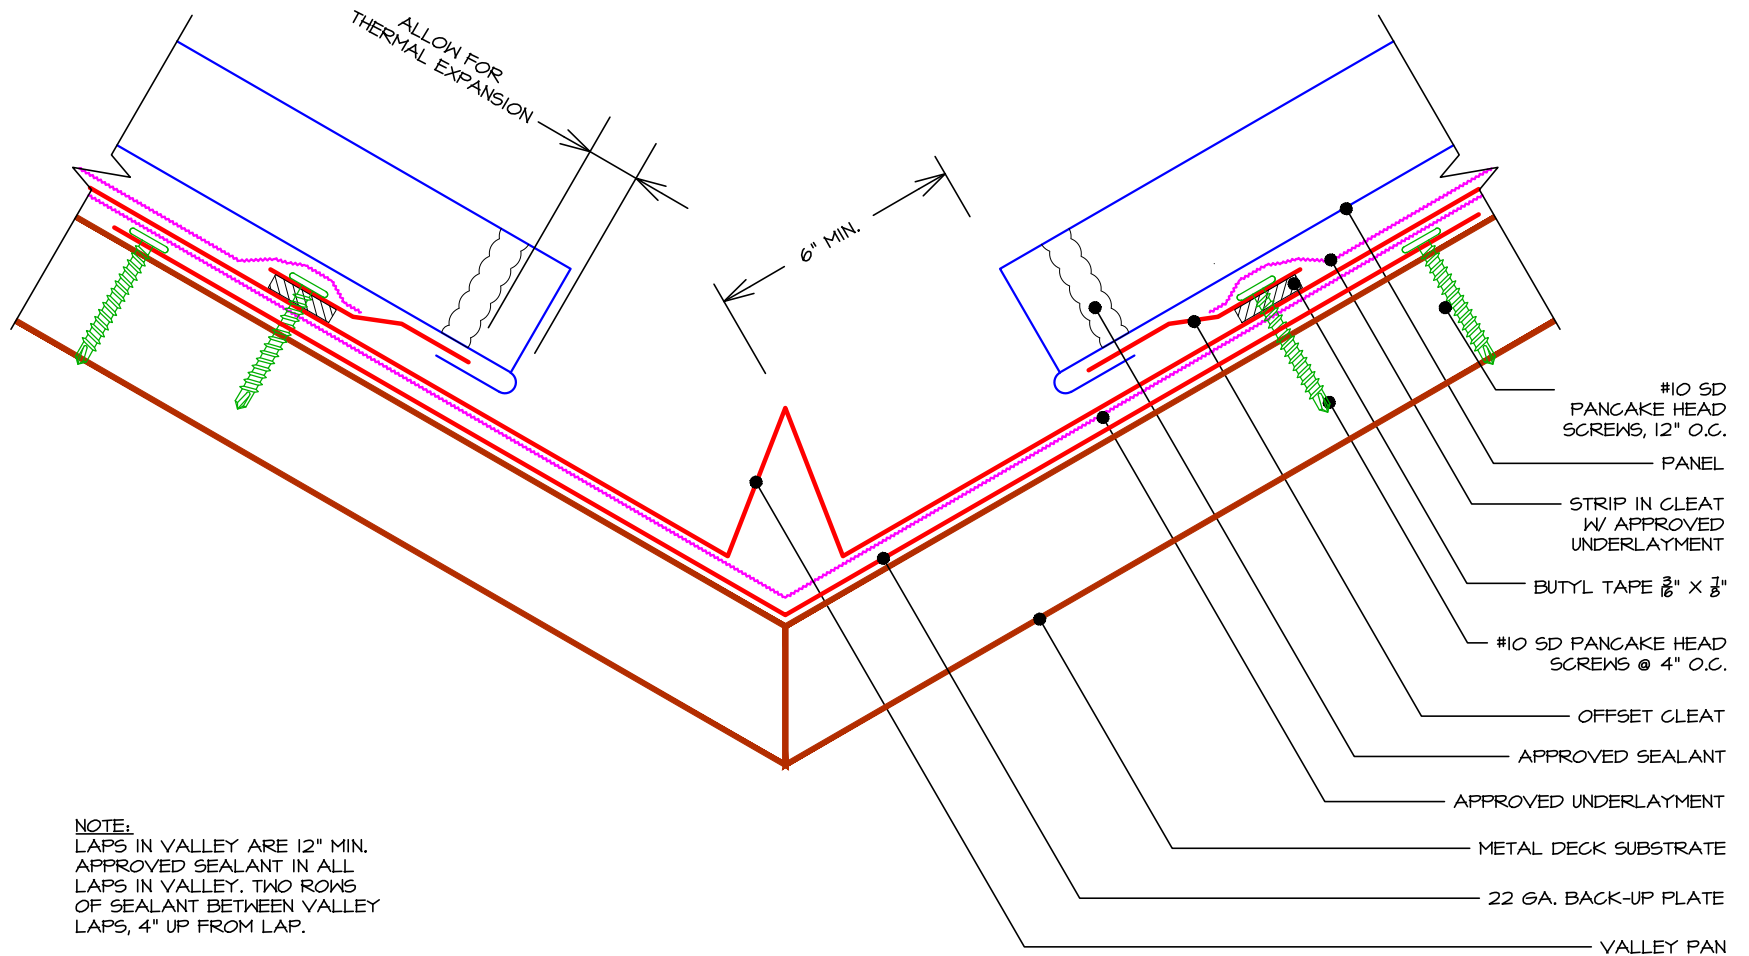 ALLOW FOR
THERMAL EXPANSION
6" MIN.
#10 SD
PANCAKE HEAD
SCREWS, 12" O.C.
PANEL
STRIP IN CLEAT
W/ APPROVED
UNDERLAYMENT
BUTYL TAPE 3/16" X 7/8"
#10 SD PANCAKE HEAD
SCREWS @ 4" O.C.
OFFSET CLEAT
APPROVED SEALANT
APPROVED UNDERLAYMENT
METAL DECK SUBSTRATE
22 GA. BACK-UP PLATE
VALLEY PAN
NOTE:
LAPS IN VALLEY ARE 12" MIN.
APPROVED SEALANT IN ALL
LAPS IN VALLEY. TWO ROWS
OF SEALANT BETWEEN VALLEY
LAPS, 4" UP FROM LAP.